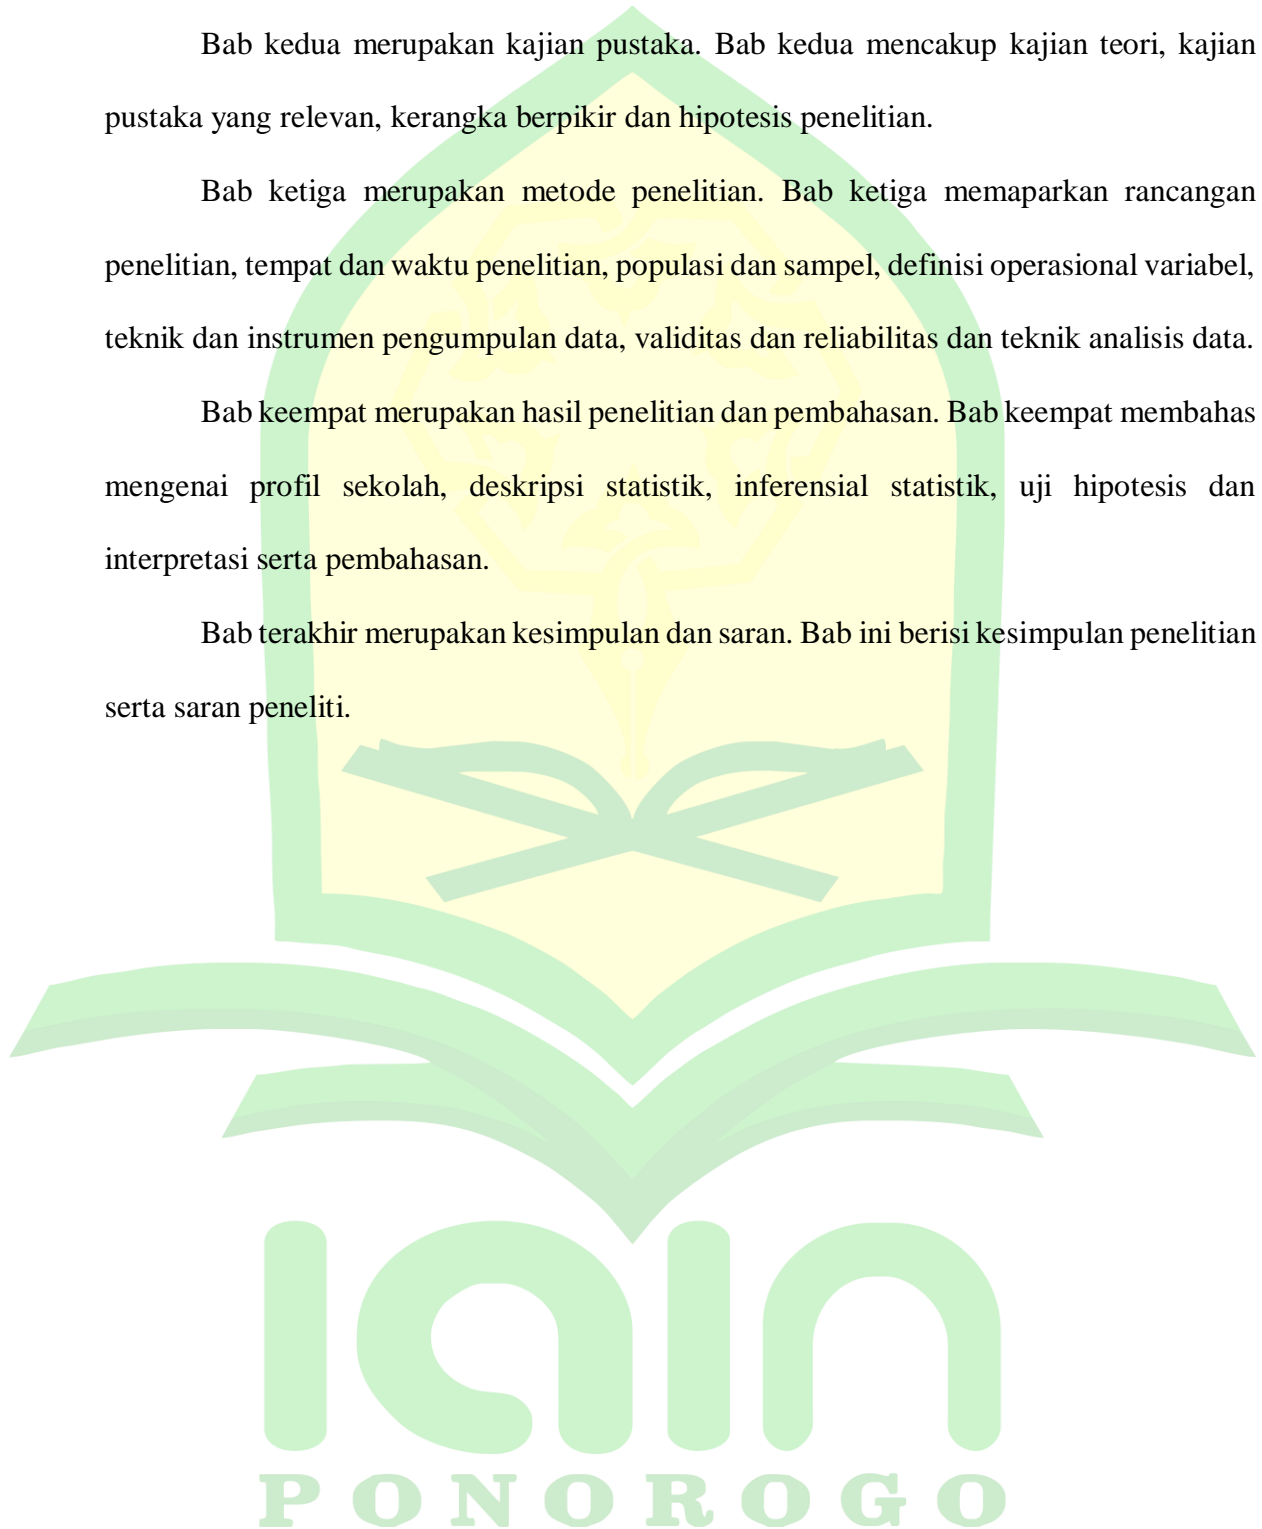 Bab kedua merupakan kajian pustaka. Bab kedua mencakup kajian teori, kajian
pustaka yang relevan, kerangka berpikir dan hipotesis penelitian.
Bab ketiga merupakan metode penelitian. Bab ketiga memaparkan rancangan
penelitian, tempat dan waktu penelitian, populasi dan sampel, definisi operasional variabel,
teknik dan instrumen pengumpulan data, validitas dan reliabilitas dan teknik analisis data.
Bab keempat merupakan hasil penelitian dan pembahasan. Bab keempat membahas
mengenai profil sekolah, deskripsi statistik, inferensial statistik, uji hipotesis dan
interpretasi serta pembahasan.
Bab terakhir merupakan kesimpulan dan saran. Bab ini berisi kesimpulan penelitian
serta saran peneliti.
iain
PONOROGO